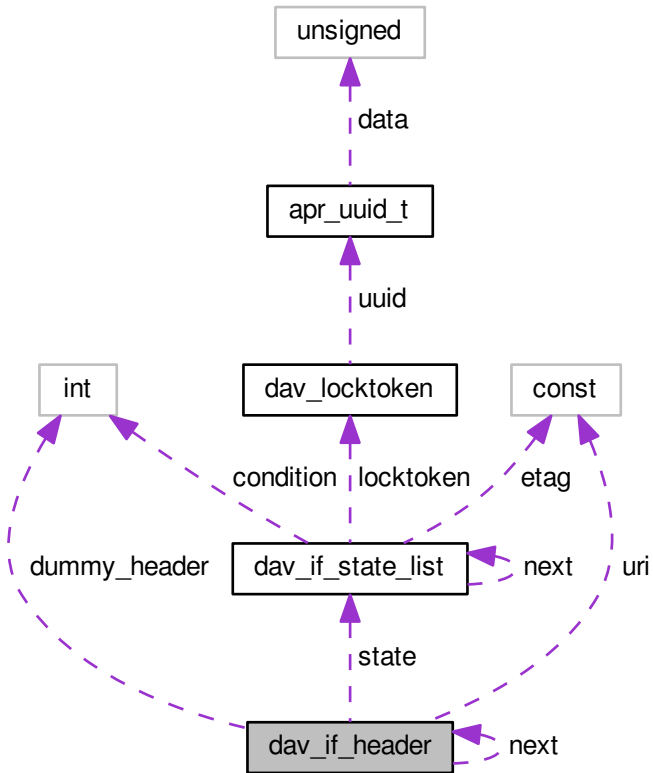 unsigned
data
apr_uuid_t
uuid
int
dav_locktoken
const
condition
locktoken
etag
dummy_header
dav_if_state_list
next
uri
state
dav_if_header
next